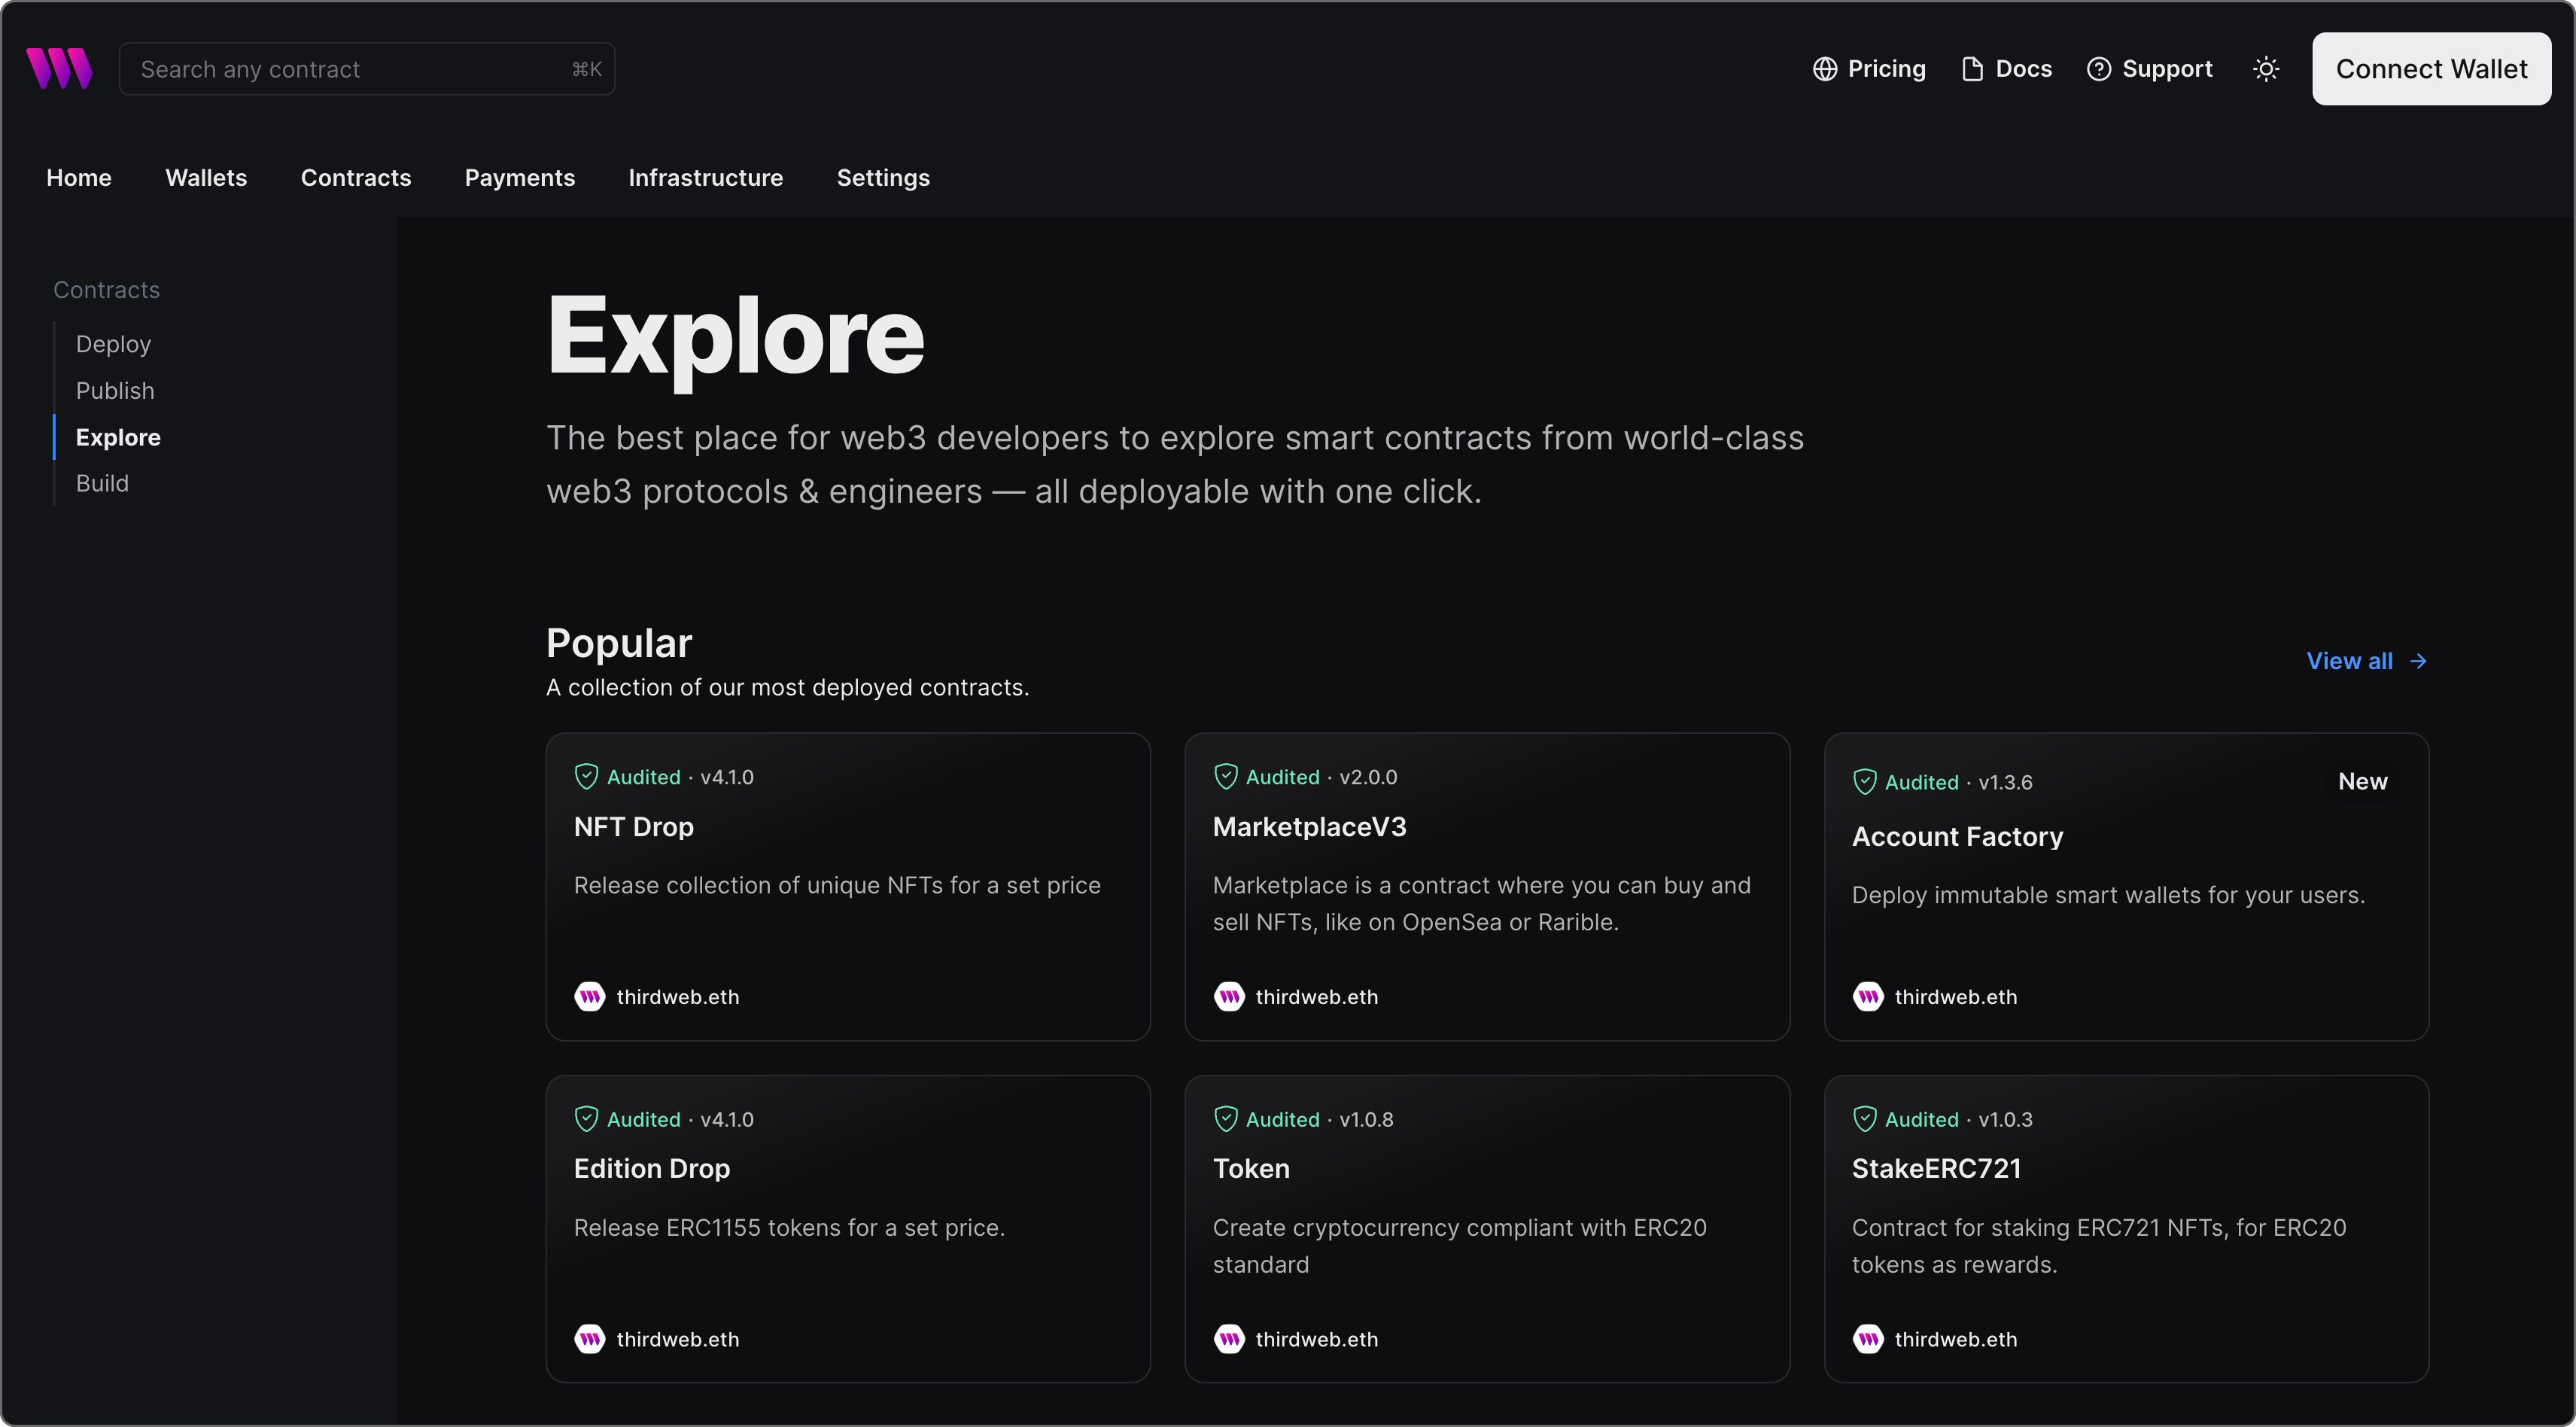 Search any contract ⌘K
Pricing
Docs
Support
Connect Wallet
Home
Wallets
Contracts
Payments
Infrastructure
Settings
Contracts
Deploy
Publish
Explore
Build
Explore
The best place for web3 developers to explore smart contracts from world-class
web3 protocols & engineers — all deployable with one click.
Popular
A collection of our most deployed contracts.
View all →
Audited · v4.1.0
NFT Drop
Release collection of unique NFTs for a set price
thirdweb.eth
Audited · v2.0.0
MarketplaceV3
Marketplace is a contract where you can buy and
sell NFTs, like on OpenSea or Rarible.
thirdweb.eth
Audited · v1.3.6
New
Account Factory
Deploy immutable smart wallets for your users.
thirdweb.eth
Audited · v4.1.0
Edition Drop
Release ERC1155 tokens for a set price.
thirdweb.eth
Audited · v1.0.8
Token
Create cryptocurrency compliant with ERC20
standard
thirdweb.eth
Audited · v1.0.3
StakeERC721
Contract for staking ERC721 NFTs, for ERC20
tokens as rewards.
thirdweb.eth